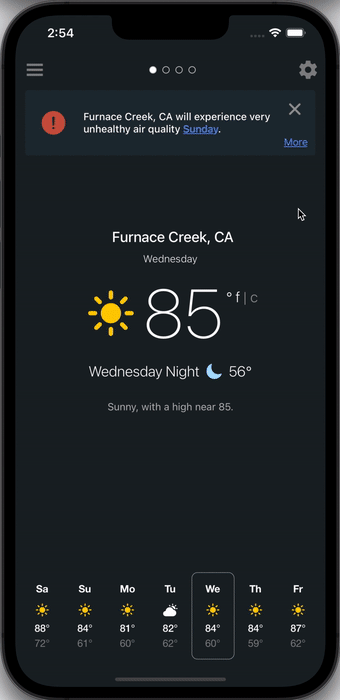 2:54
Furnace Creek, CA will experience very
unhealthy air quality Sunday.
More
Furnace Creek, CA
Wednesday
85 ° f | c
Wednesday Night 56°
Sunny, with a high near 85.
Sa Su Mo Tu We Th Fr
88° 84° 81° 82° 84° 84° 87°
72° 61° 60° 62° 60° 59° 62°